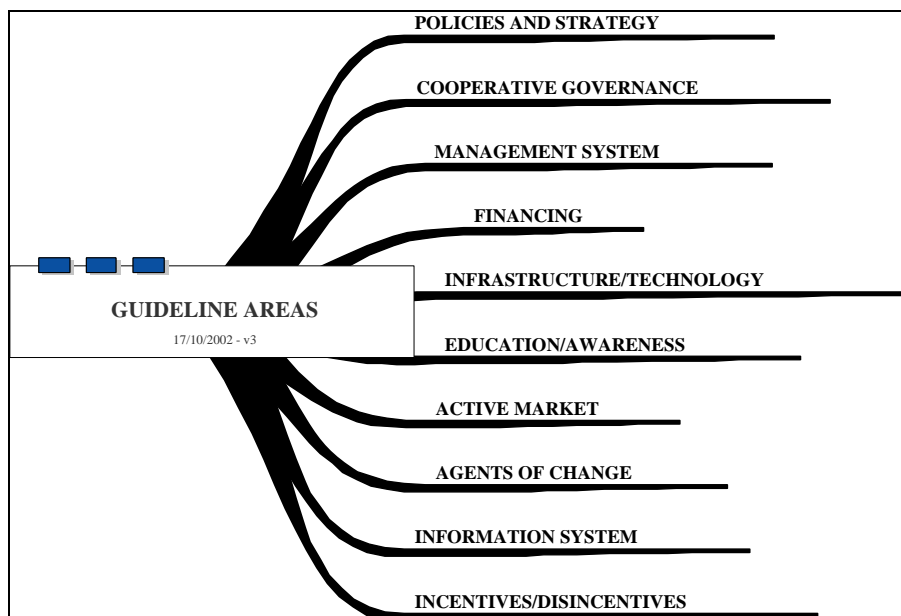 POLICIES AND STRATEGY
COOPERATIVE GOVERNANCE
MANAGEMENT SYSTEM
FINANCING
INFRASTRUCTURE/TECHNOLOGY
GUIDELINE AREAS
17/10/2002 - v3
EDUCATION/AWARENESS
ACTIVE MARKET
AGENTS OF CHANGE
INFORMATION SYSTEM
INCENTIVES/DISINCENTIVES